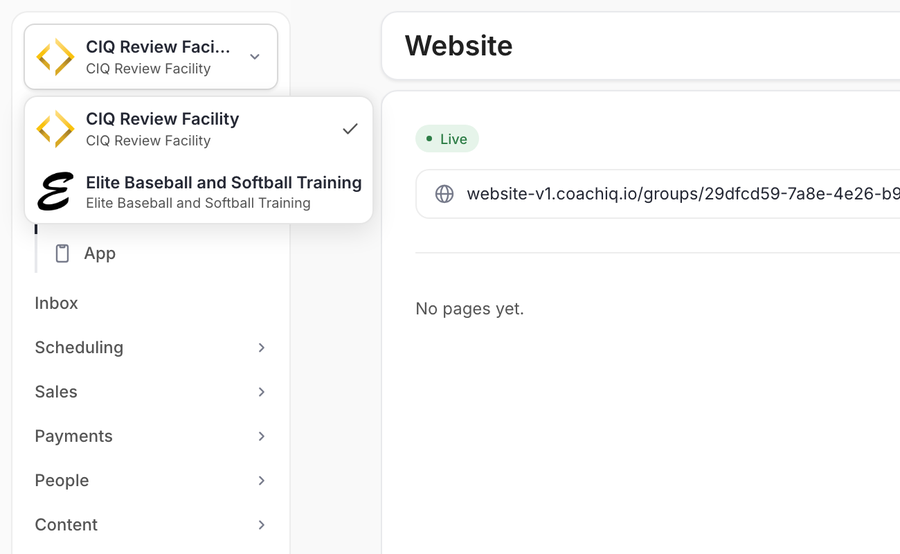 CIQ Review Faci...
CIQ Review Facility
CIQ Review Facility
CIQ Review Facility
Elite Baseball and Softball Training
Elite Baseball and Softball Training
App
Inbox
Scheduling
Sales
Payments
People
Content
Website
Live
website-v1.coachiq.io/groups/29dfcd59-7a8e-4e26-b9
No pages yet.